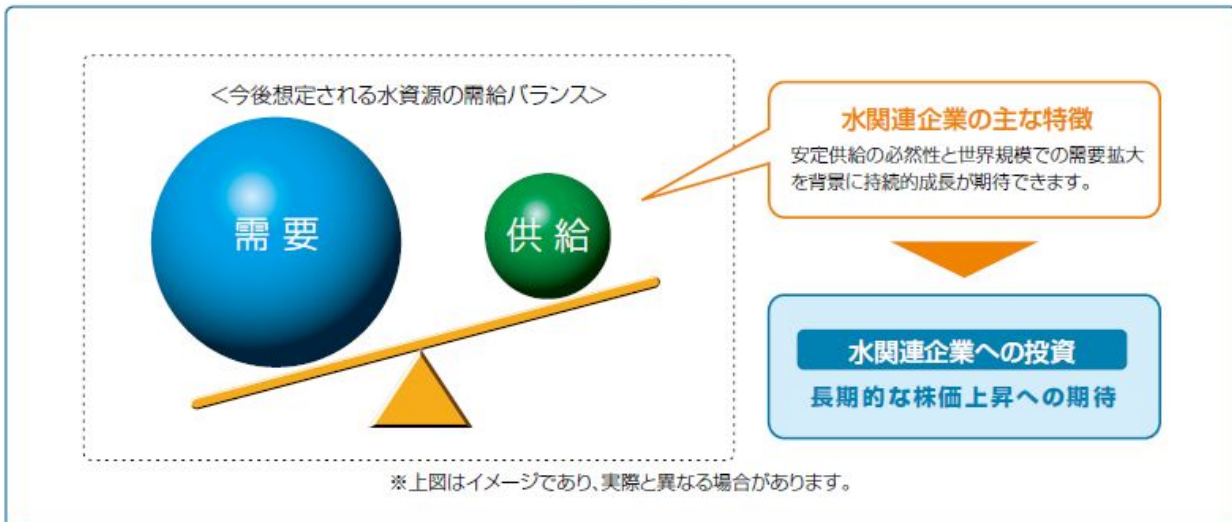 <今後想定される水資源の需給バランス>
需要
供給
水関連企業の主な特徴
安定供給の必然性と世界規模での需要拡大
を背景に持続的成長が期待できます。
水関連企業への投資
長期的な株価上昇への期待
※上図はイメージであり、実際と異なる場合があります。